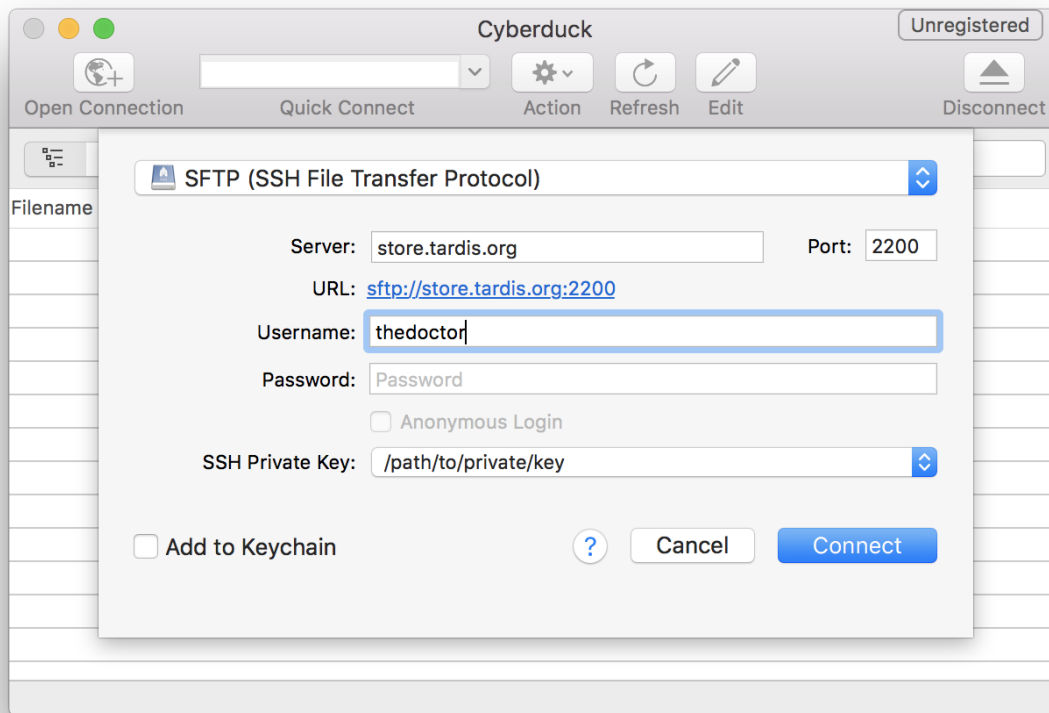 Cyberduck
Unregistered
Open Connection
Quick Connect
Action
Refresh
Edit
Disconnect
SFTP (SSH File Transfer Protocol)
Filename
Server: store.tardis.org Port: 2200
URL: sftp://store.tardis.org:2200
Username: thedoctor
Password: Password
Anonymous Login
SSH Private Key: /path/to/private/key
Add to Keychain
?
Cancel
Connect